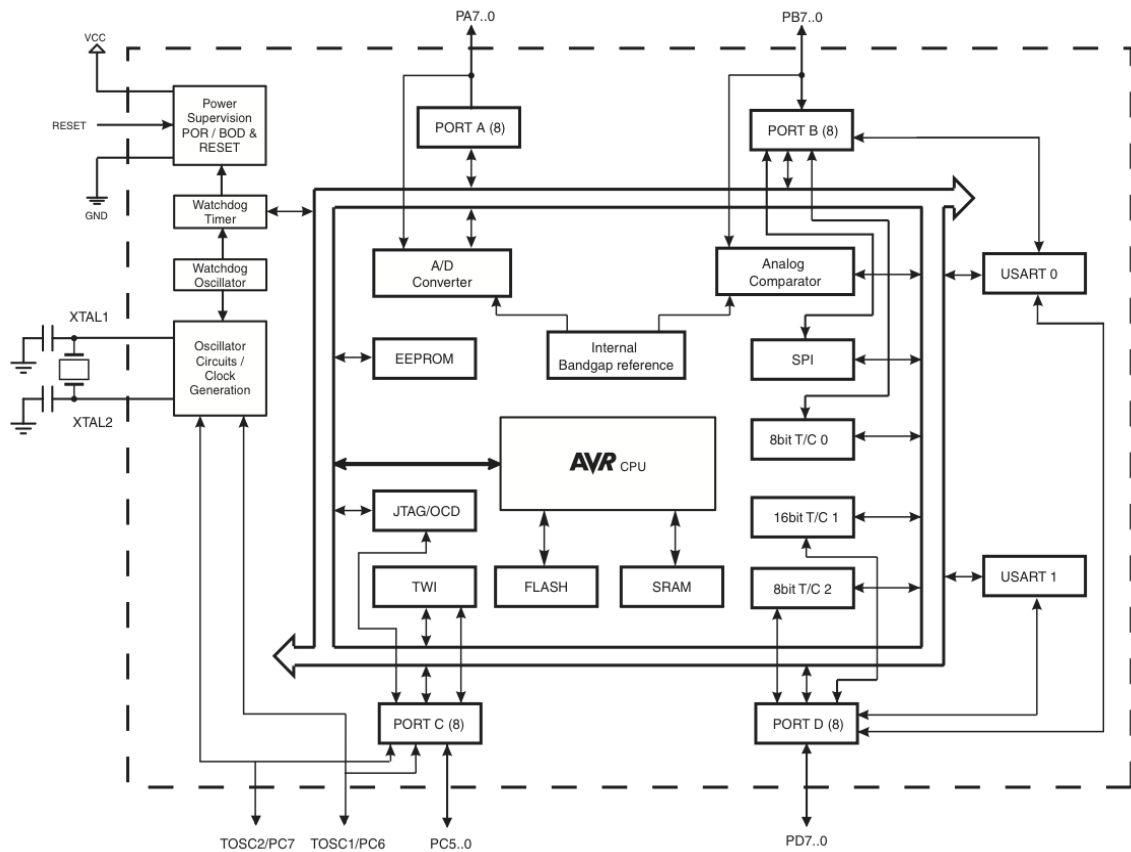 PA7..0
PB7..0
VCC
Power
Supervision
POR / BOD &
RESET
RESET
PORT A (8)
PORT B (8)
GND
Watchdog
Timer
Watchdog
Oscillator
A/D
Converter
Analog
Comparator
USART 0
XTAL1
Oscillator
Circuits /
Clock
Generation
EEPROM
Internal
Bandgap reference
SPI
XTAL2
8bit T/C 0
AVR CPU
JTAG/OCD
16bit T/C 1
TWI
FLASH
SRAM
8bit T/C 2
USART 1
PORT C (8)
PORT D (8)
TOSC2/PC7
TOSC1/PC6
PC5..0
PD7..0